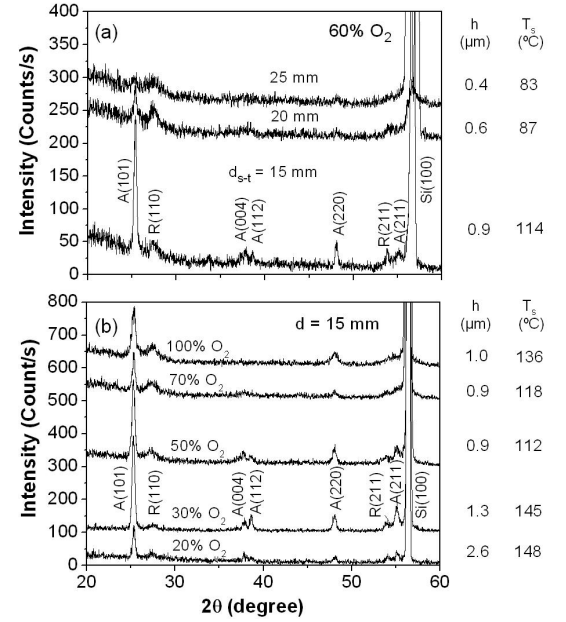 400
350
300
250
200
150
100
50
0
Intensity (Counts/s)
(a)
60% O2
25 mm
20 mm
ds-t = 15 mm
A(101)
R(110)
A(004)
A(112)
A(220)
R(211)
A(211)
Si(100)
h Ts
(µm) (ºC)
0.4 83
0.6 87
0.9 114
800
700
600
500
400
300
200
100
0
Intensity (Count/s)
(b)
d = 15 mm
100% O2
70% O2
50% O2
30% O2
20% O2
A(101)
R(110)
A(004)
A(112)
A(220)
R(211)
A(211)
Si(100)
h Ts
(µm) (ºC)
1.0 136
0.9 118
0.9 112
1.3 145
2.6 148
20 30 40 50 60
2θ (degree)